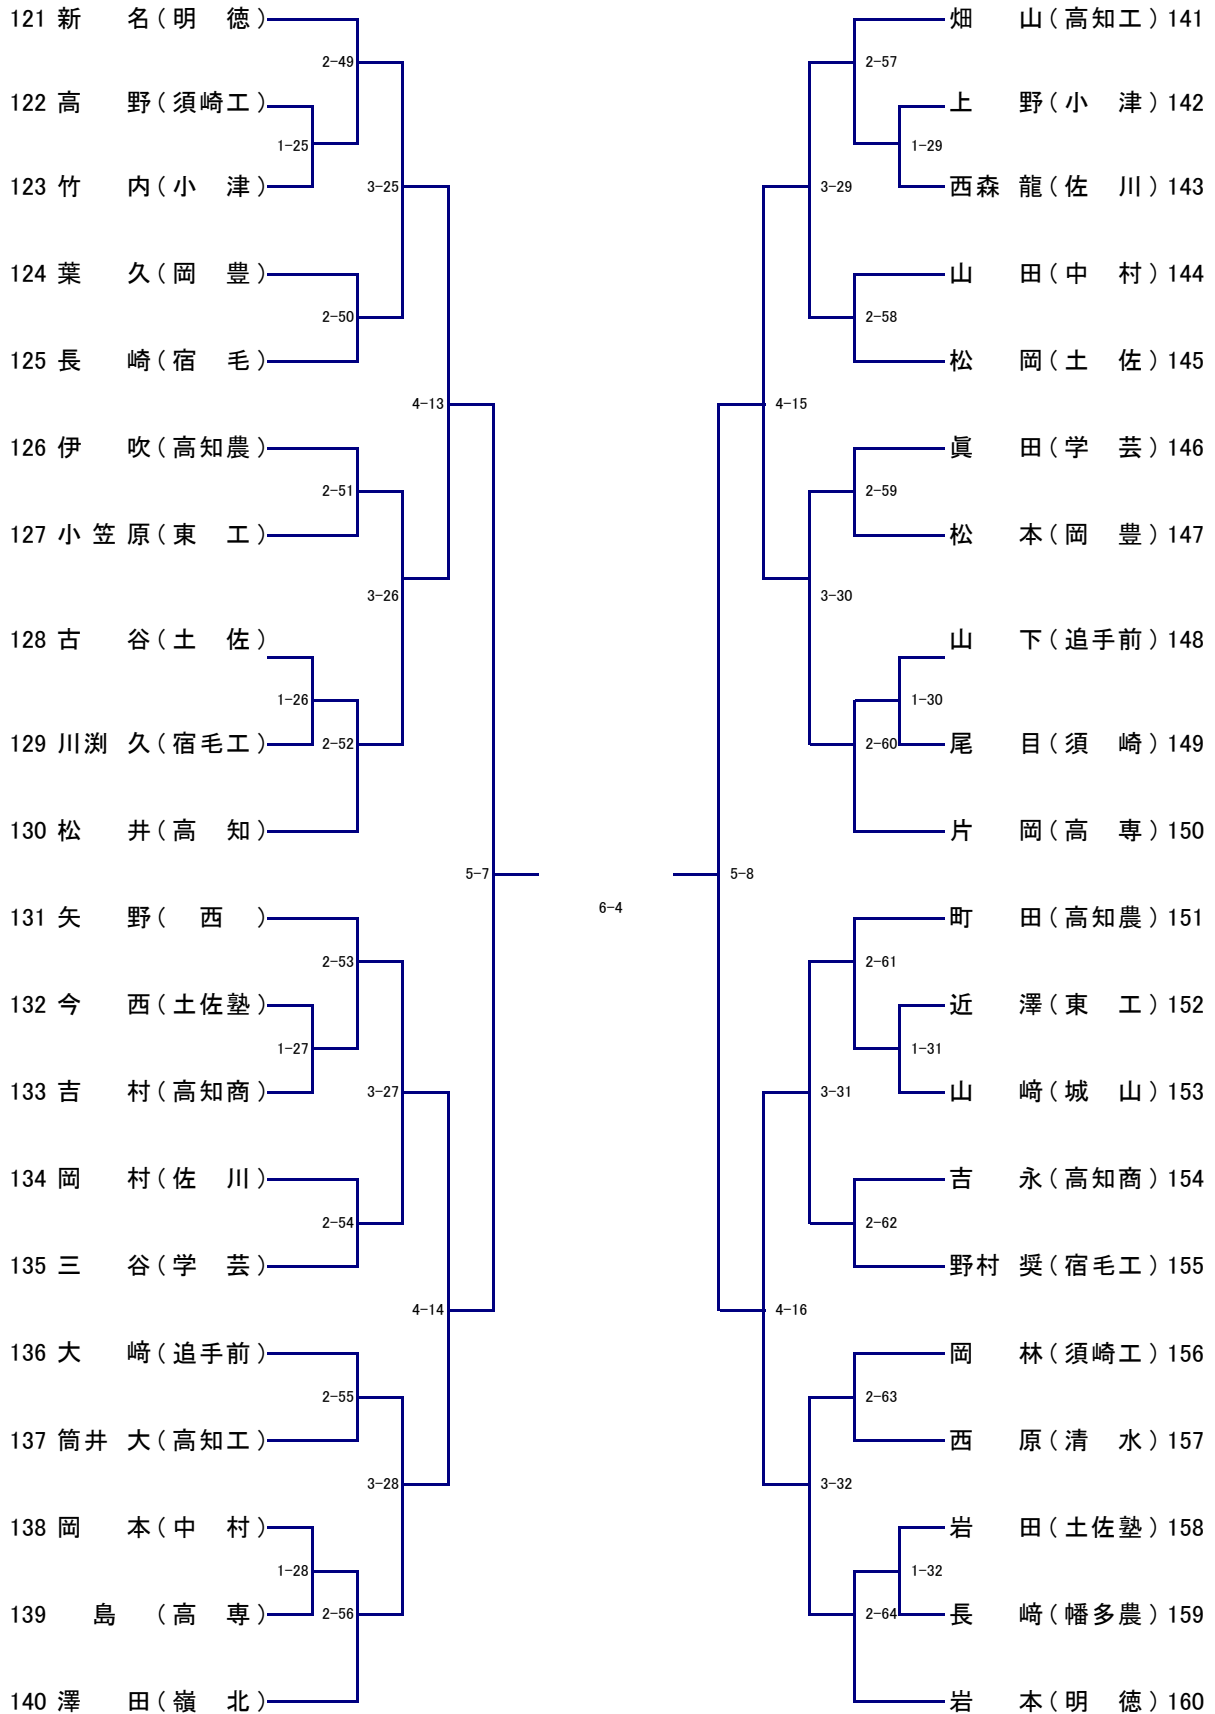 121 新 名(明 徳)
2-49
122 高 野(須崎工)
1-25
123 竹 内(小 津)
3-25
124 葉 久(岡 豊)
2-50
125 長 崎(宿 毛)
4-13
126 伊 吹(高知農)
2-51
127 小 笠 原(東 工)
3-26
128 古 谷(土 佐)
1-26
129 川渕 久(宿毛工)
2-52
130 松 井(高 知)
5-7
131 矢 野( 西 )
2-53
132 今 西(土佐塾)
1-27
133 吉 村(高知商)
3-27
134 岡 村(佐 川)
2-54
135 三 谷(学 芸)
4-14
136 大 﨑(追手前)
2-55
137 筒井 大(高知工)
3-28
138 岡 本(中 村)
1-28
139 島 (高 専)
2-56
140 澤 田(嶺 北)
6-4
畑 山(高知工)141
2-57
上 野(小 津)142
1-29
西森 龍(佐 川)143
3-29
山 田(中 村)144
2-58
松 岡(土 佐)145
4-15
眞 田(学 芸)146
2-59
松 本(岡 豊)147
3-30
山 下(追手前)148
1-30
尾 目(須 崎)149
2-60
片 岡(高 専)150
5-8
町 田(高知農)151
2-61
近 澤(東 工)152
1-31
山 﨑(城 山)153
3-31
吉 永(高知商)154
2-62
野村 奨(宿毛工)155
4-16
岡 林(須崎工)156
2-63
西 原(清 水)157
3-32
岩 田(土佐塾)158
1-32
長 﨑(幡多農)159
2-64
岩 本(明 徳)160